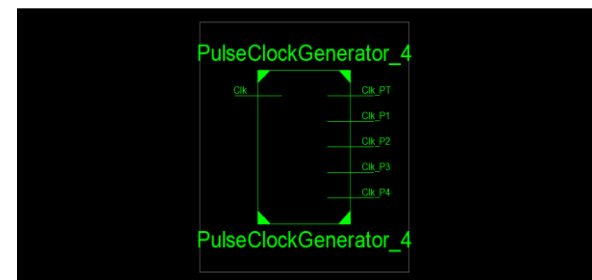 PulseClockGenerator_4
Clk
Clk_PT
Clk_P1
Clk_P2
Clk_P3
Clk_P4
PulseClockGenerator_4